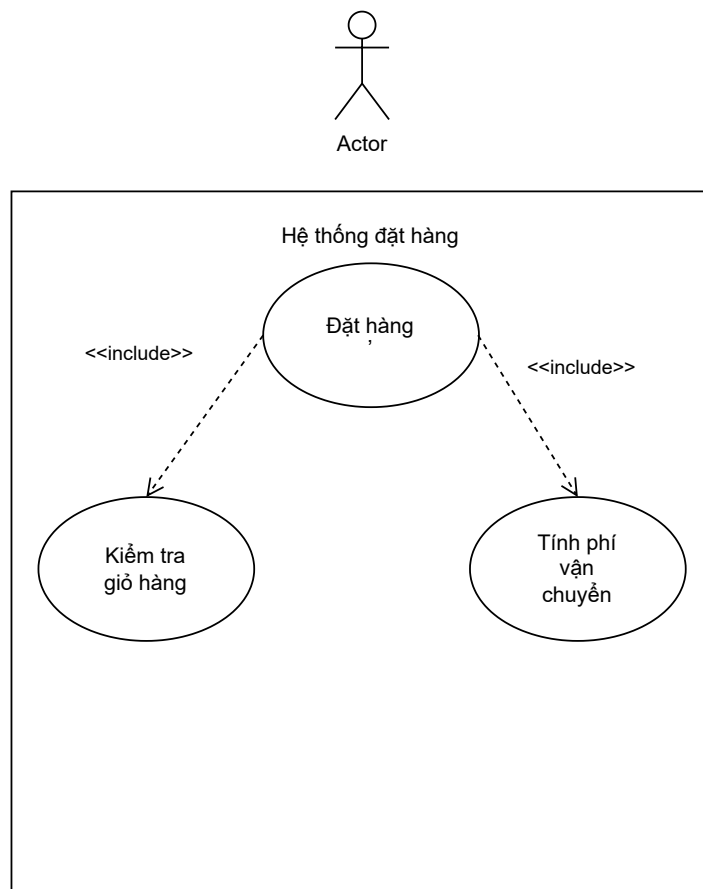 Actor
Hệ thống đặt hàng
Đặt hàng
,
<<include>>
<<include>>
Kiểm tra
giỏ hàng
Tính phí
vận
chuyển